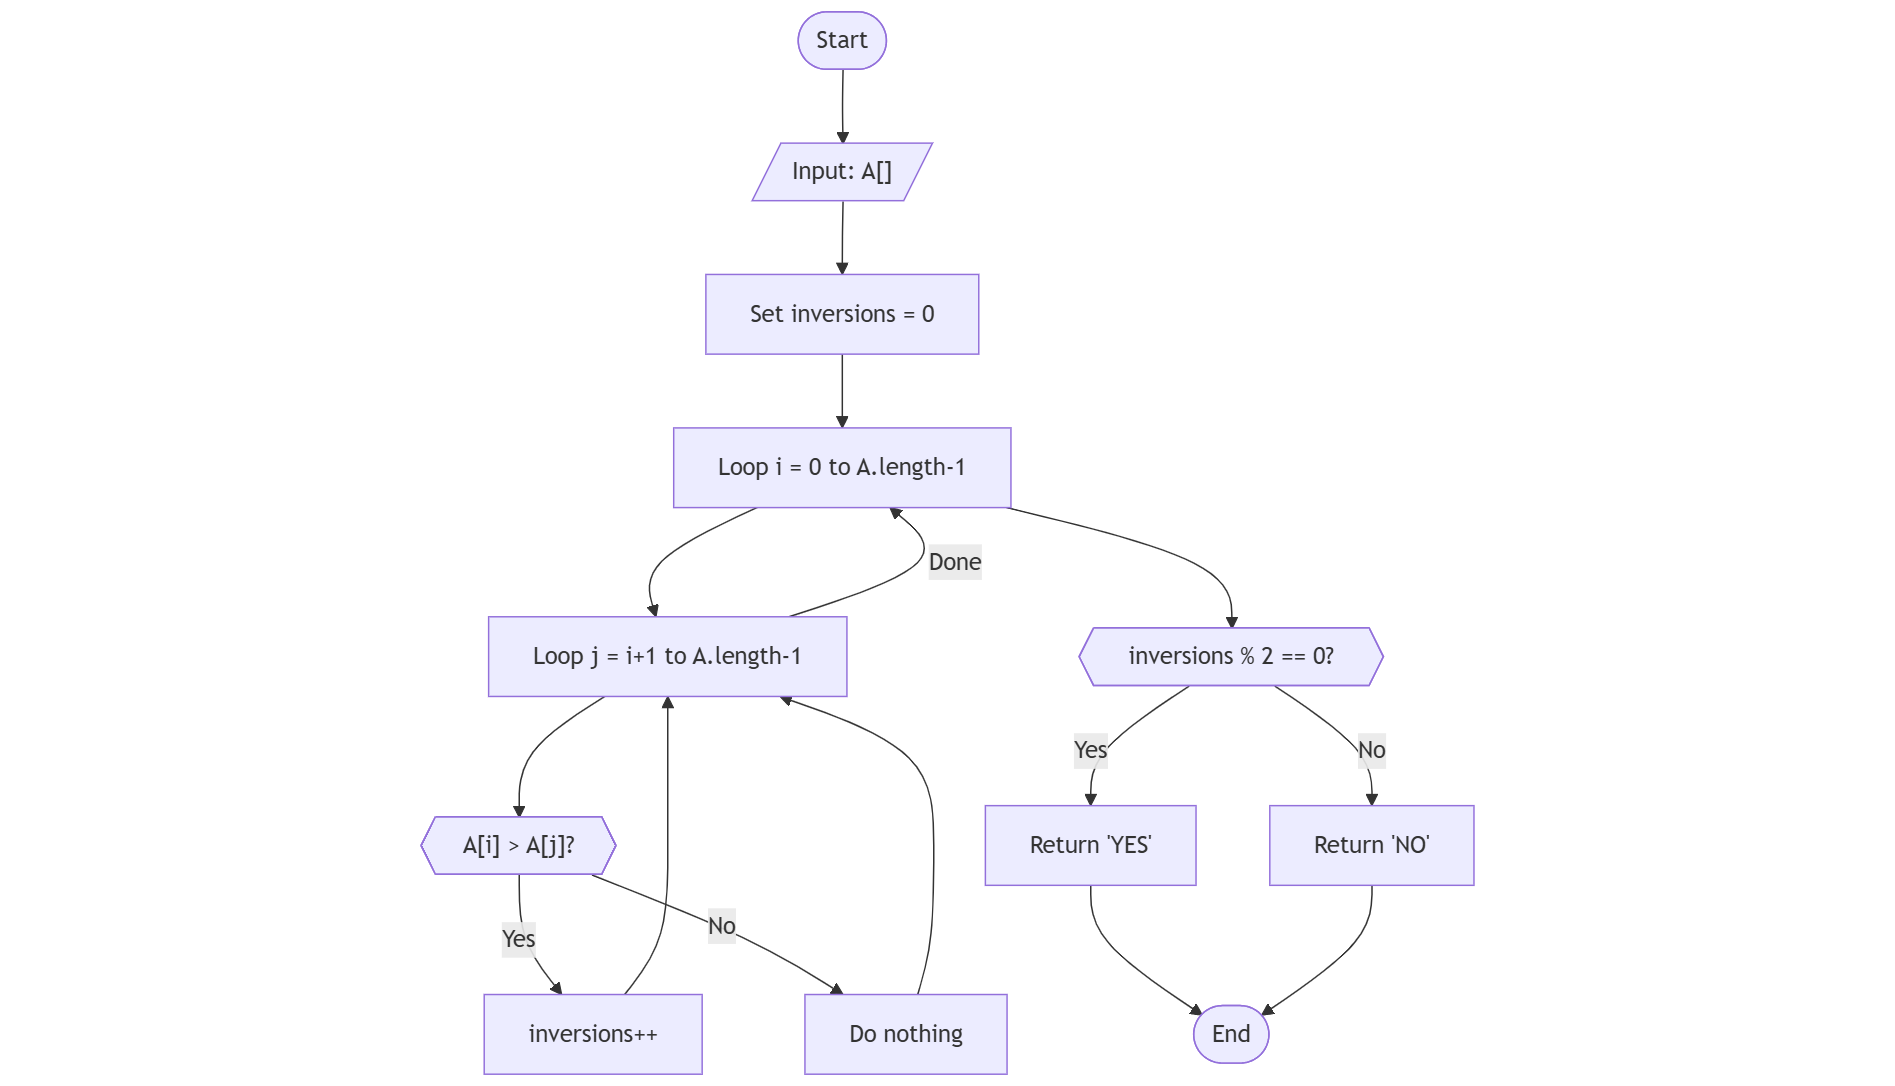 Start
Input: A[]
Set inversions = 0
Loop i = 0 to A.length-1
Done
Loop j = i+1 to A.length-1
inversions % 2 == 0?
Yes
No
A[i] > A[j]?
Return 'YES'
Return 'NO'
Yes
No
inversions++
Do nothing
End